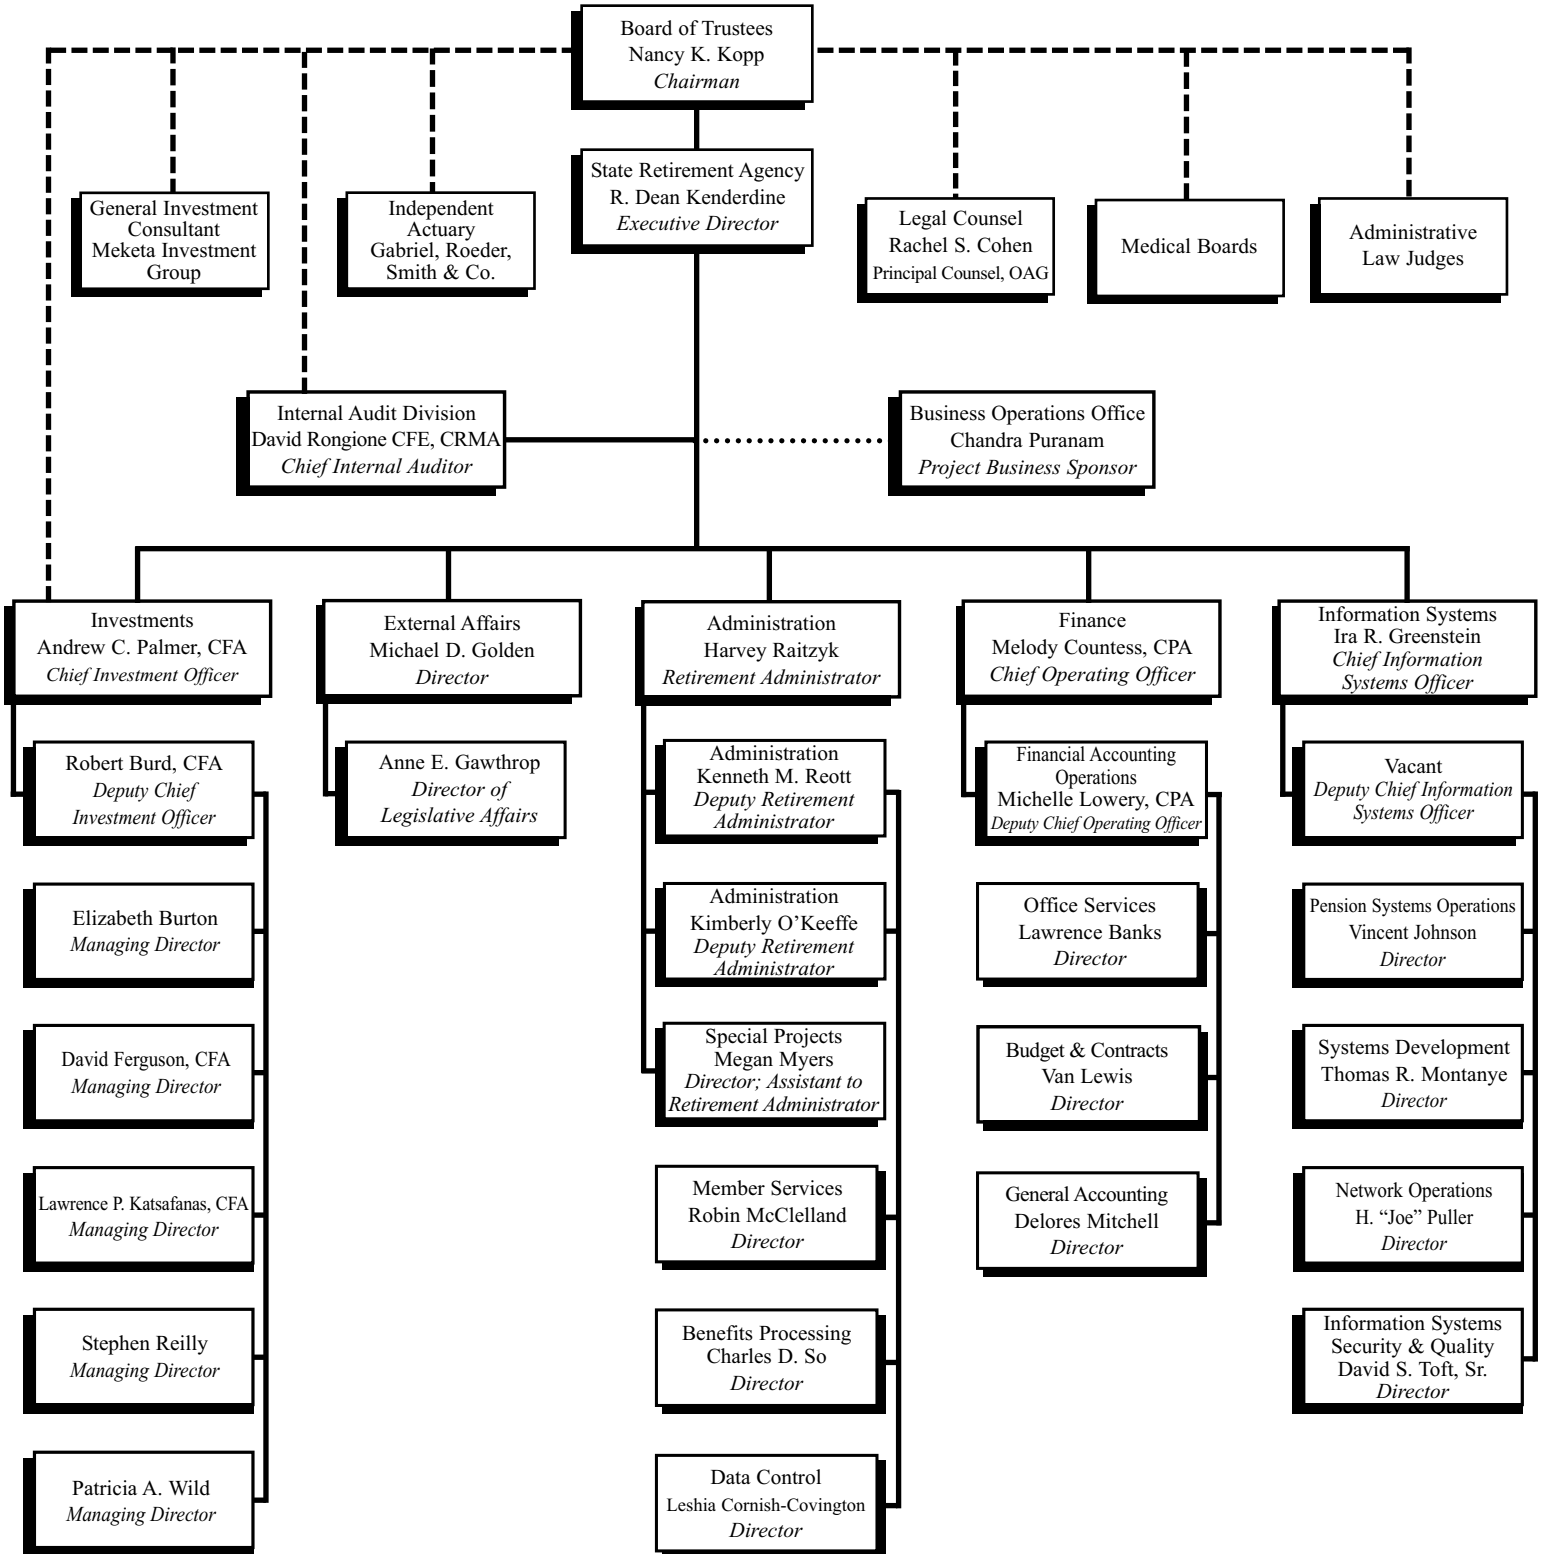 Board of Trustees
Nancy K. Kopp
Chairman
State Retirement Agency
R. Dean Kenderdine
Executive Director
General Investment
Consultant
Meketa Investment
Group
Independent
Actuary
Gabriel, Roeder,
Smith & Co.
Legal Counsel
Rachel S. Cohen
Principal Counsel, OAG
Medical Boards
Administrative
Law Judges
Internal Audit Division
David Rongione CFE, CRMA
Chief Internal Auditor
Business Operations Office
Chandra Puranam
Project Business Sponsor
Investments
Andrew C. Palmer, CFA
Chief Investment Officer
Robert Burd, CFA
Deputy Chief
Investment Officer
Elizabeth Burton
Managing Director
David Ferguson, CFA
Managing Director
Lawrence P. Katsafanas, CFA
Managing Director
Stephen Reilly
Managing Director
Patricia A. Wild
Managing Director
External Affairs
Michael D. Golden
Director
Anne E. Gawthrop
Director of
Legislative Affairs
Administration
Harvey Raitzyk
Retirement Administrator
Administration
Kenneth M. Reott
Deputy Retirement
Administrator
Administration
Kimberly O’Keeffe
Deputy Retirement
Administrator
Special Projects
Megan Myers
Director; Assistant to
Retirement Administrator
Member Services
Robin McClelland
Director
Benefits Processing
Charles D. So
Director
Data Control
Leshia Cornish-Covington
Director
Finance
Melody Countess, CPA
Chief Operating Officer
Financial Accounting
Operations
Michelle Lowery, CPA
Deputy Chief Operating Officer
Office Services
Lawrence Banks
Director
Budget & Contracts
Van Lewis
Director
General Accounting
Delores Mitchell
Director
Information Systems
Ira R. Greenstein
Chief Information
Systems Officer
Vacant
Deputy Chief Information
Systems Officer
Pension Systems Operations
Vincent Johnson
Director
Systems Development
Thomas R. Montanye
Director
Network Operations
H. “Joe” Puller
Director
Information Systems
Security & Quality
David S. Toft, Sr.
Director